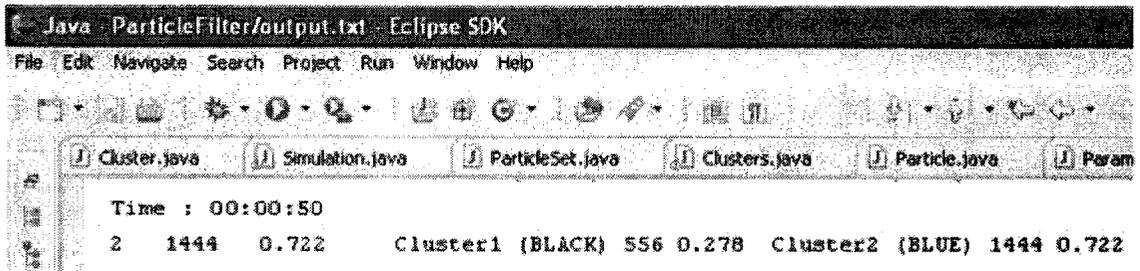 Java - ParticleFilter/output.txt - Eclipse SDK
File Edit Navigate Search Project Run Window Help
Cluster.java Simulation.java ParticleSet.java Clusters.java Particle.java Param
Time : 00:00:50
2 1444 0.722 Cluster1 (BLACK) 556 0.278 Cluster2 (BLUE) 1444 0.722